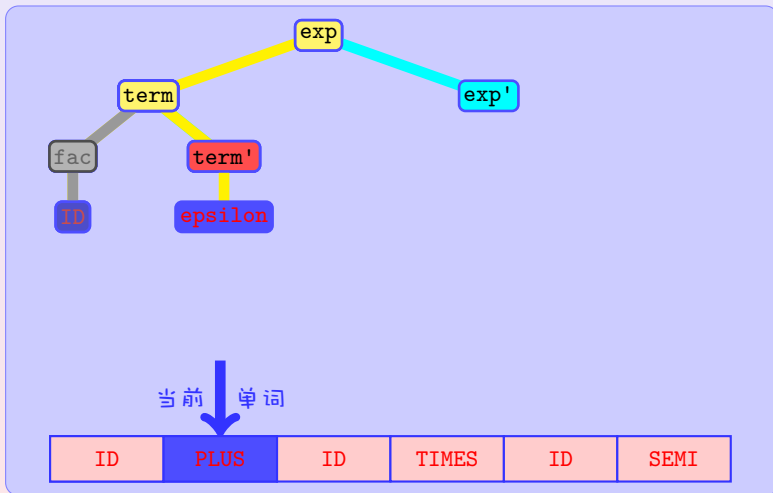 exp
term exp'
fac term'
ID epsilon
当前 单词
ID PLUS ID TIMES ID SEMI